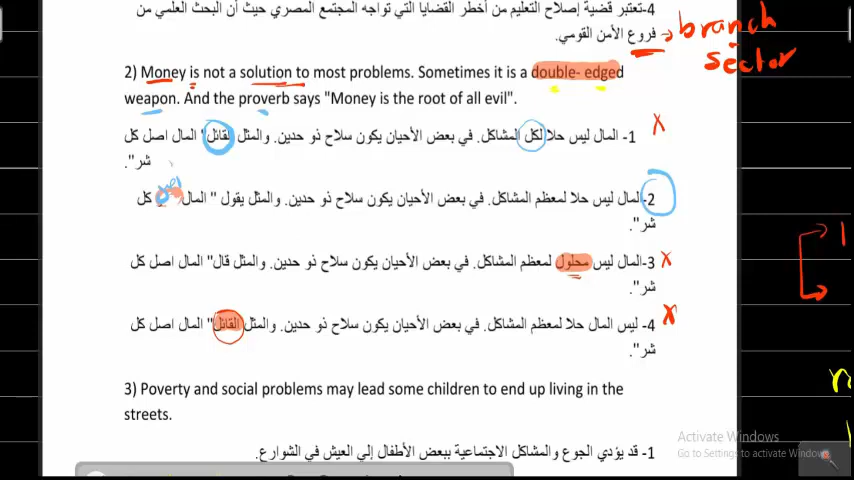 4-تعتبر قضية إصلاح التعليم من أخطر القضايا التي تواجه المجتمع المصري حيث أن البحث العلمي من
فروع الأمن القومي.
branch
sector
2) Money is not a solution to most problems. Sometimes it is a double- edged
weapon. And the proverb says "Money is the root of all evil".
1- المال ليس حلا لكل المشاكل. في بعض الأحيان يكون سلاح ذو حدين. والمثل القائل" المال اصل كل
شر".
2-المال ليس حلا لمعظم المشاكل. في بعض الأحيان يكون سلاح ذو حدين. والمثل يقول " المال اصل كل
شر".
3-المال ليس محلول لمعظم المشاكل. في بعض الأحيان يكون سلاح ذو حدين. والمثل قال" المال اصل كل
شر".
4- ليس المال حلا لمعظم المشاكل. في بعض الأحيان يكون سلاح ذو حدين. والمثل القائل" المال اصل كل
شر".
3) Poverty and social problems may lead some children to end up living in the
streets.
1- قد يؤدي الجوع والمشاكل الاجتماعية ببعض الأطفال إلي العيش في الشوارع.
Activate Windows
Go to Settings to activate Windows.